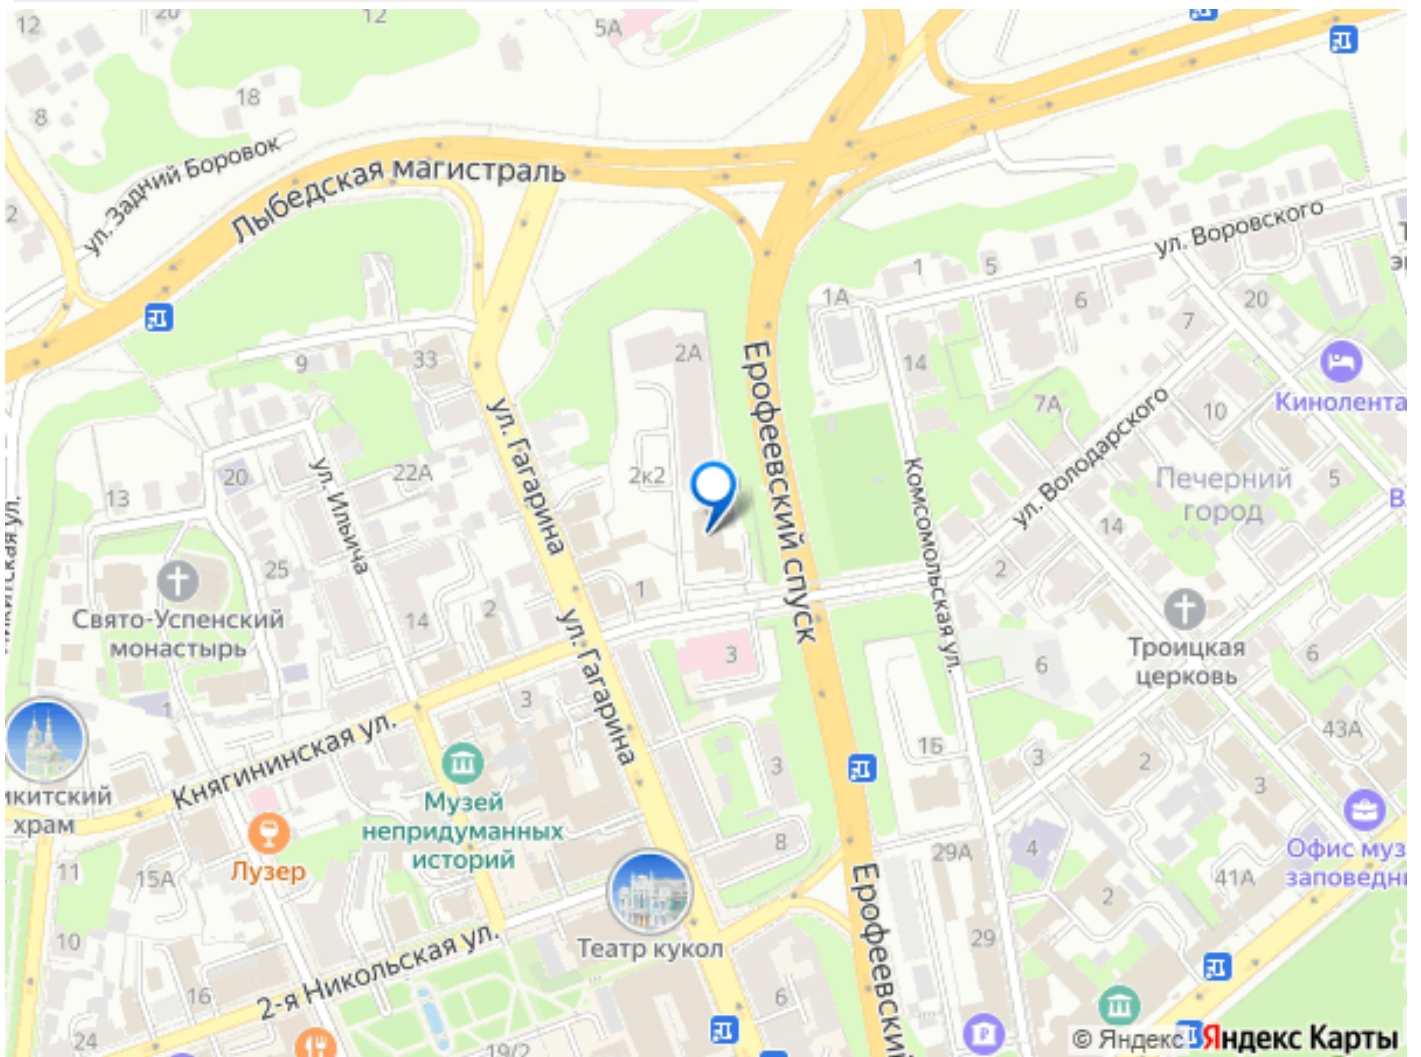 12
20
12
5А
18
8
ул. Задний Боровок
Лыбедская магистраль
2
ул. Воровского
1
5
1А
6
20
7
2А
14
9
33
Ерофеевский спуск
Кинолента
7А
10
ул. Гагарина
ул. Володарского
22А
20
2к2
5
13
ул. Ильича
Комсомольская ул.
Печерний
город
14
25
2
1
Свято-Успенский
монастырь
14
2
ул. Гагарина
3
6
Троицкая
церковь
6
1
3
Княгининская ул.
43А
1Б
3
2
3
3
икитский
храм
Музей
непридуманных
историй
Лузер
8
29А
4
Офис муз
заповедн
11
15А
41А
2
Театр кукол
Ерофеевский
10
2-я Никольская ул.
29
16
6
24
19/2
© Яндекс Яндекс Карты